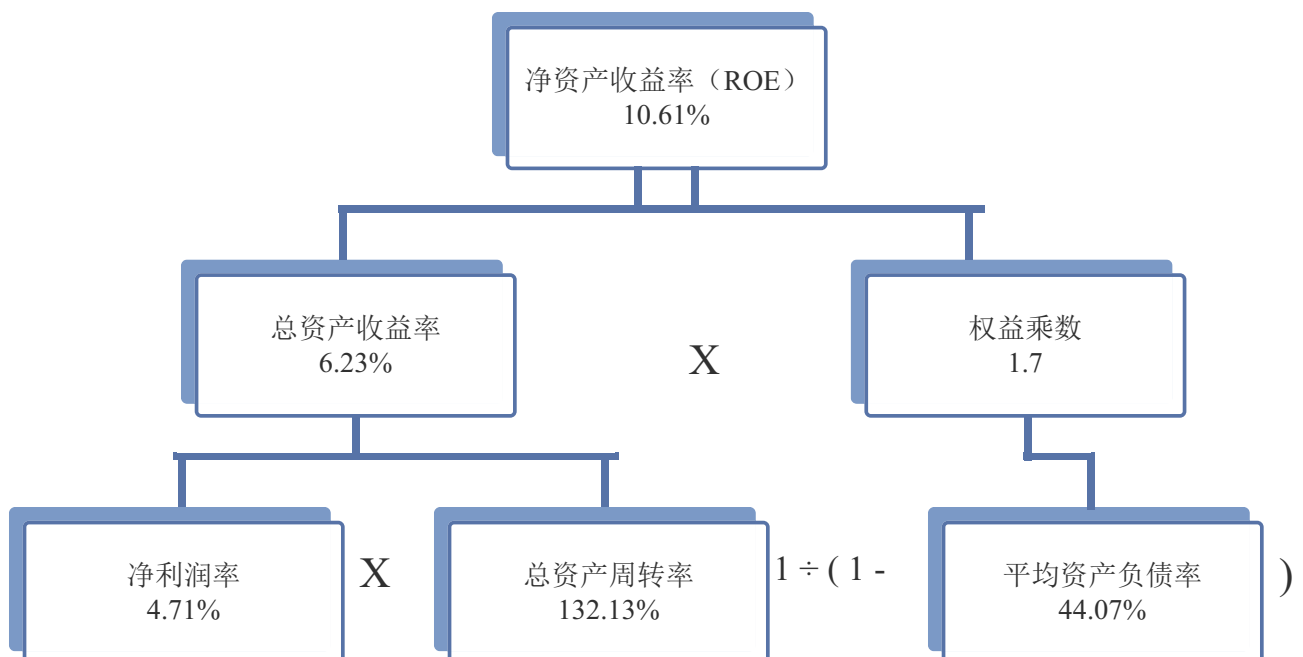 净资产收益率（ROE）
10.61%
总资产收益率
6.23%
X
权益乘数
1.7
净利润率
4.71%
X
总资产周转率
132.13%
1 ÷ ( 1 -
平均资产负债率
44.07%
)